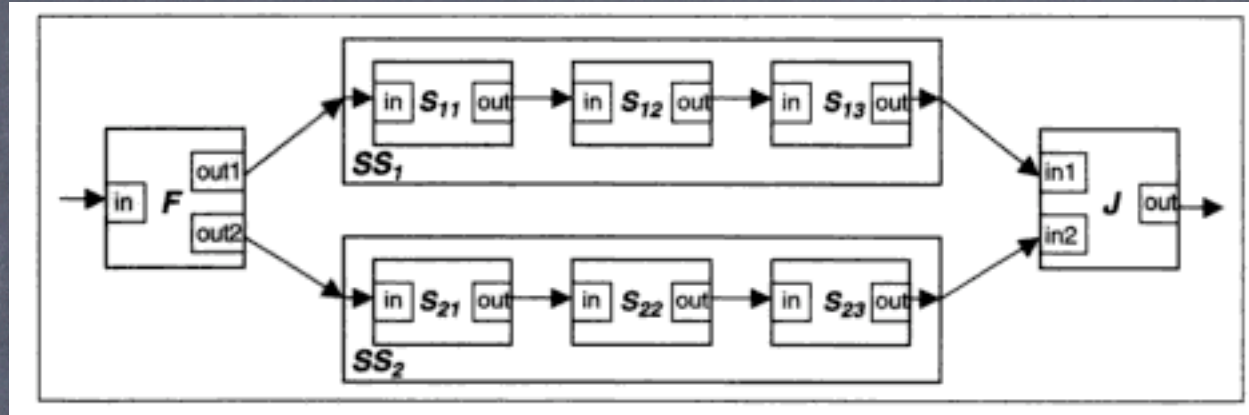 in S11 out in S12 out in S13 out
SS1
in F out1 out2
in1 in2 J out
in S21 out in S22 out in S23 out
SS2